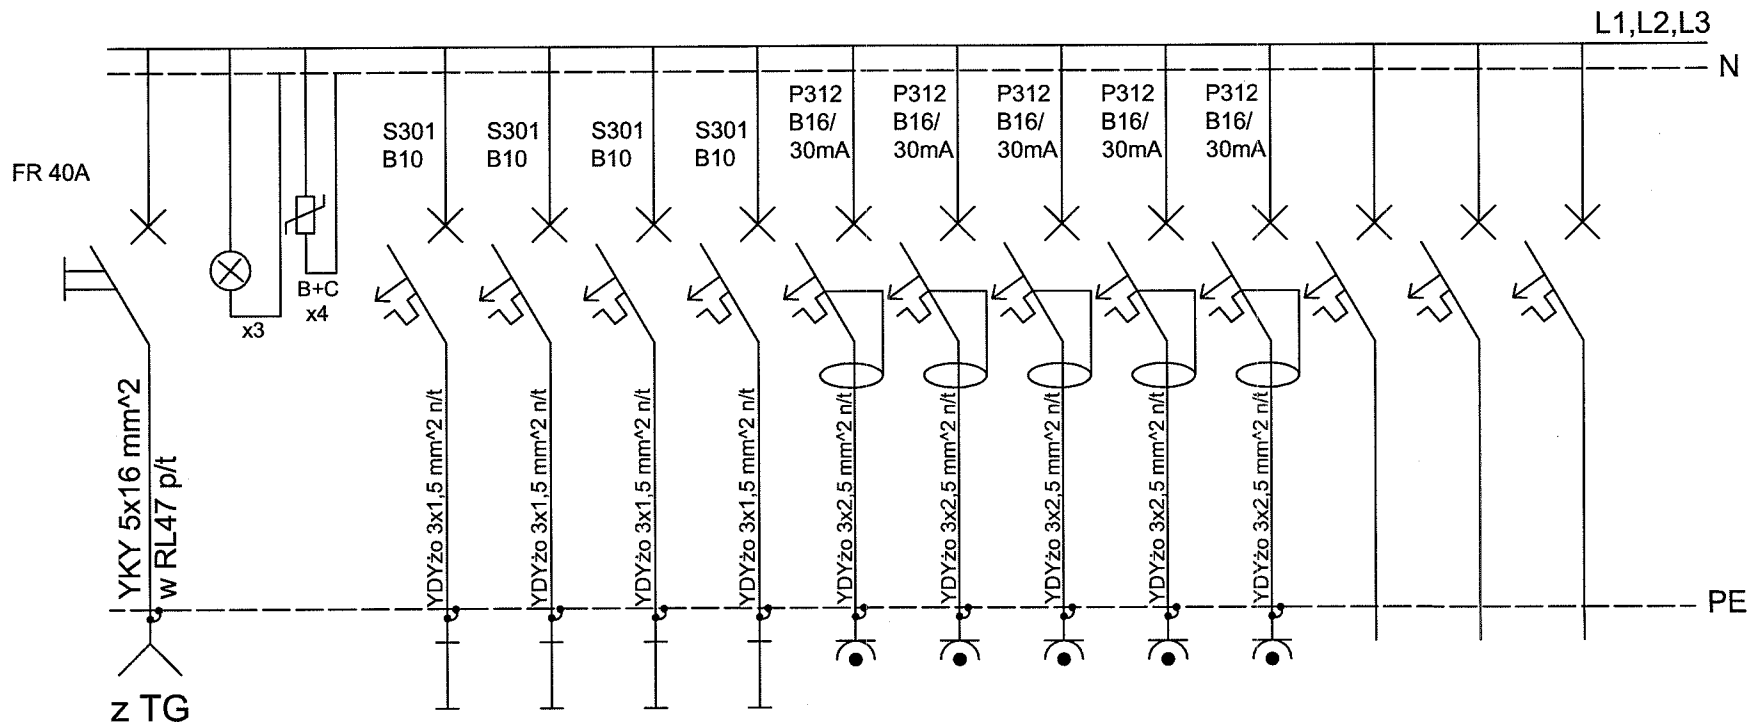 L1,L2,L3
N
FR 40A
x3
B+C
x4
S301
B10
S301
B10
S301
B10
S301
B10
P312
B16/
30mA
P312
B16/
30mA
P312
B16/
30mA
P312
B16/
30mA
P312
B16/
30mA
YKY 5x16 mm^2
w RL47 p/t
YDYżo 3x1,5 mm^2 n/t
YDYżo 3x1,5 mm^2 n/t
YDYżo 3x1,5 mm^2 n/t
YDYżo 3x1,5 mm^2 n/t
YDYżo 3x2,5 mm^2 n/t
YDYżo 3x2,5 mm^2 n/t
YDYżo 3x2,5 mm^2 n/t
YDYżo 3x2,5 mm^2 n/t
YDYżo 3x2,5 mm^2 n/t
PE
z TG